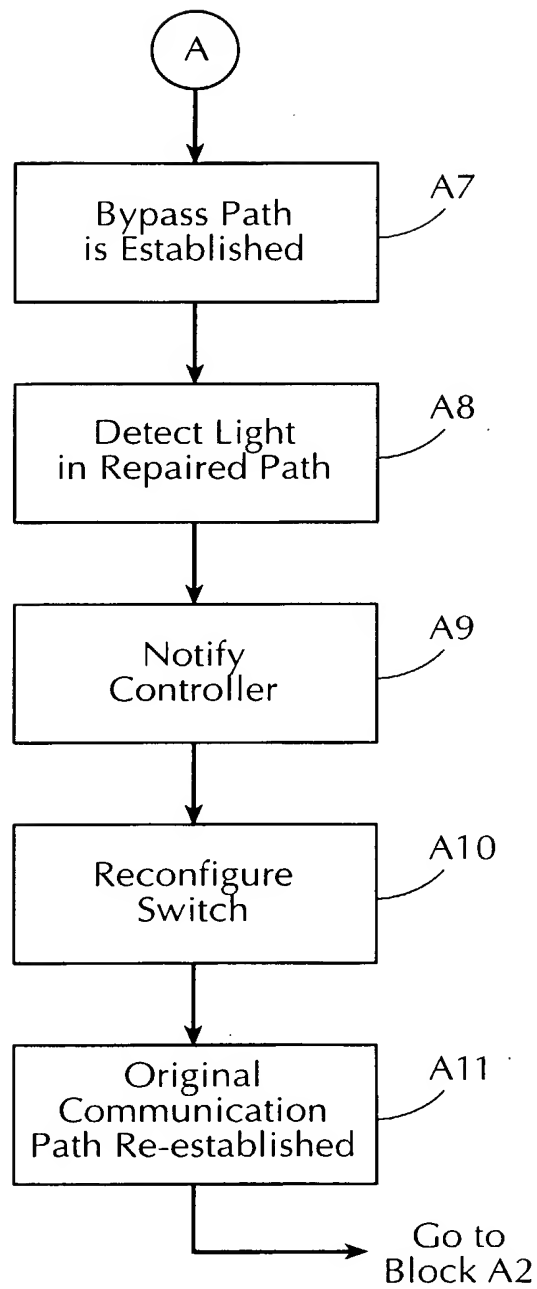 A
A7
Bypass Path
is Established
A8
Detect Light
in Repaired Path
A9
Notify
Controller
A10
Reconfigure
Switch
A11
Original
Communication
Path Re-established
Go to
Block A2